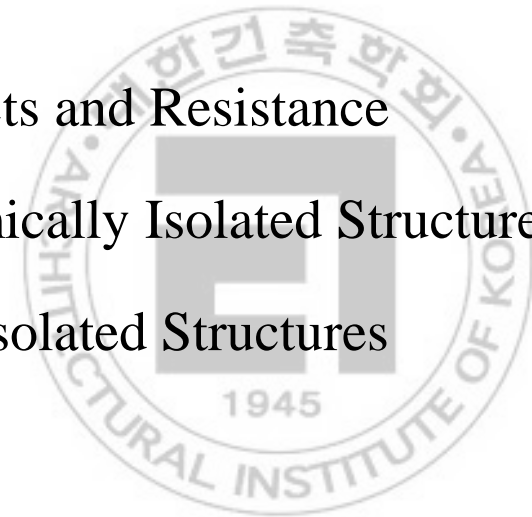 대한건축학회
ts and Resistance
nically Isolated Structure
solated Structures
1945
ARCHITECTURAL INSTITUTE OF KOREA